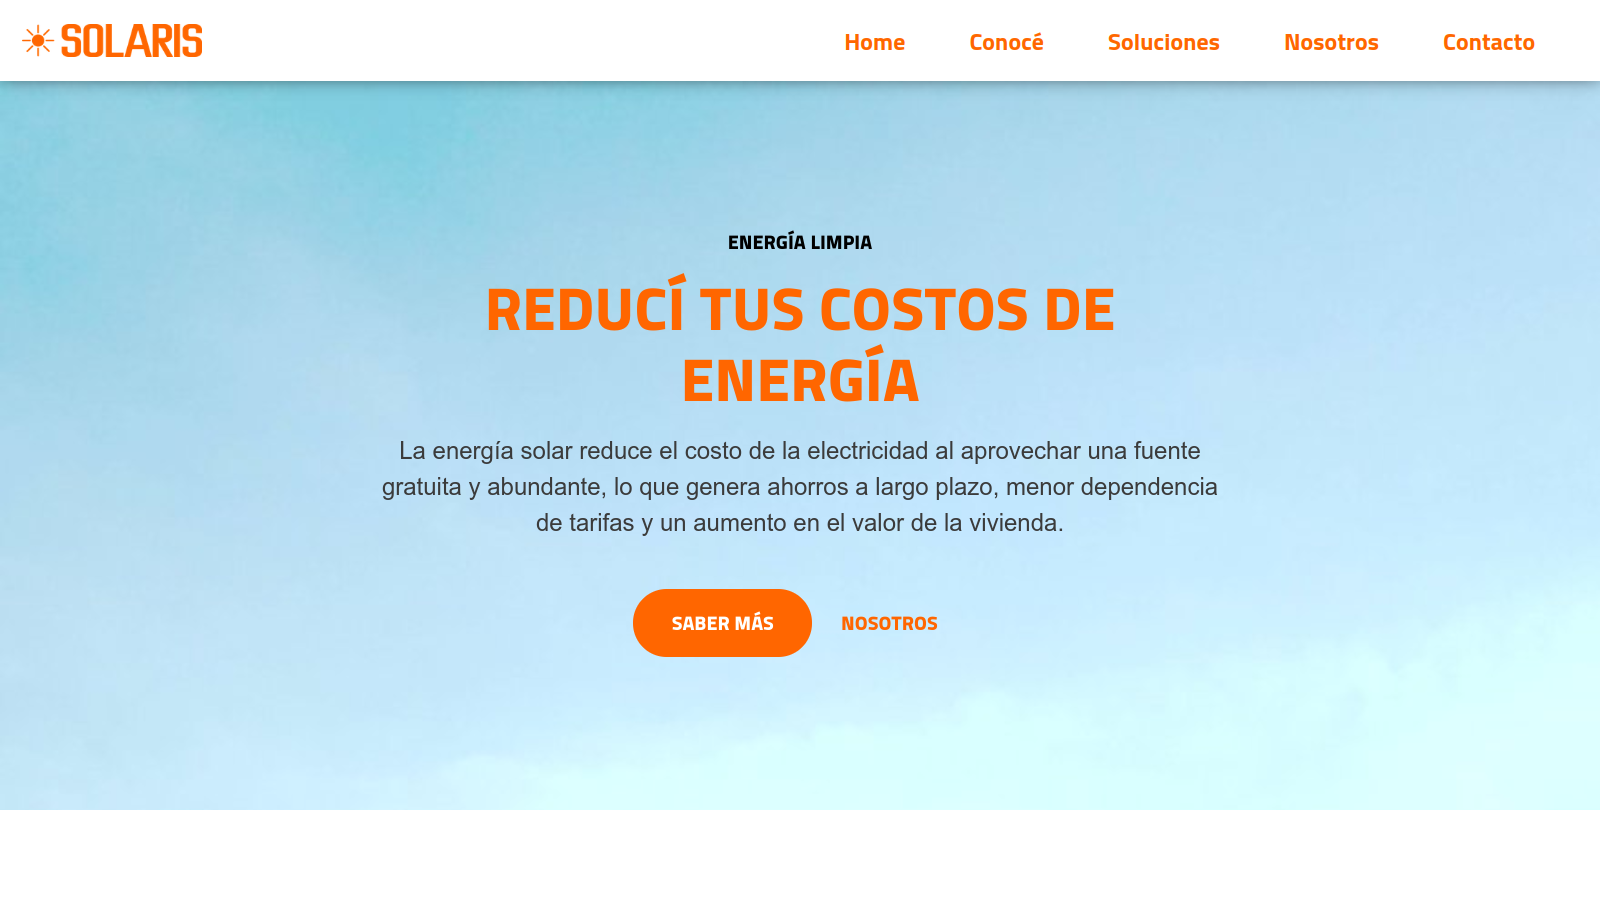 SOLARIS
Home Conocé Soluciones Nosotros Contacto
ENERGÍA LIMPIA
REDUCÍ TUS COSTOS DE
ENERGÍA
La energía solar reduce el costo de la electricidad al aprovechar una fuente
gratuita y abundante, lo que genera ahorros a largo plazo, menor dependencia
de tarifas y un aumento en el valor de la vivienda.
SABER MÁS NOSOTROS